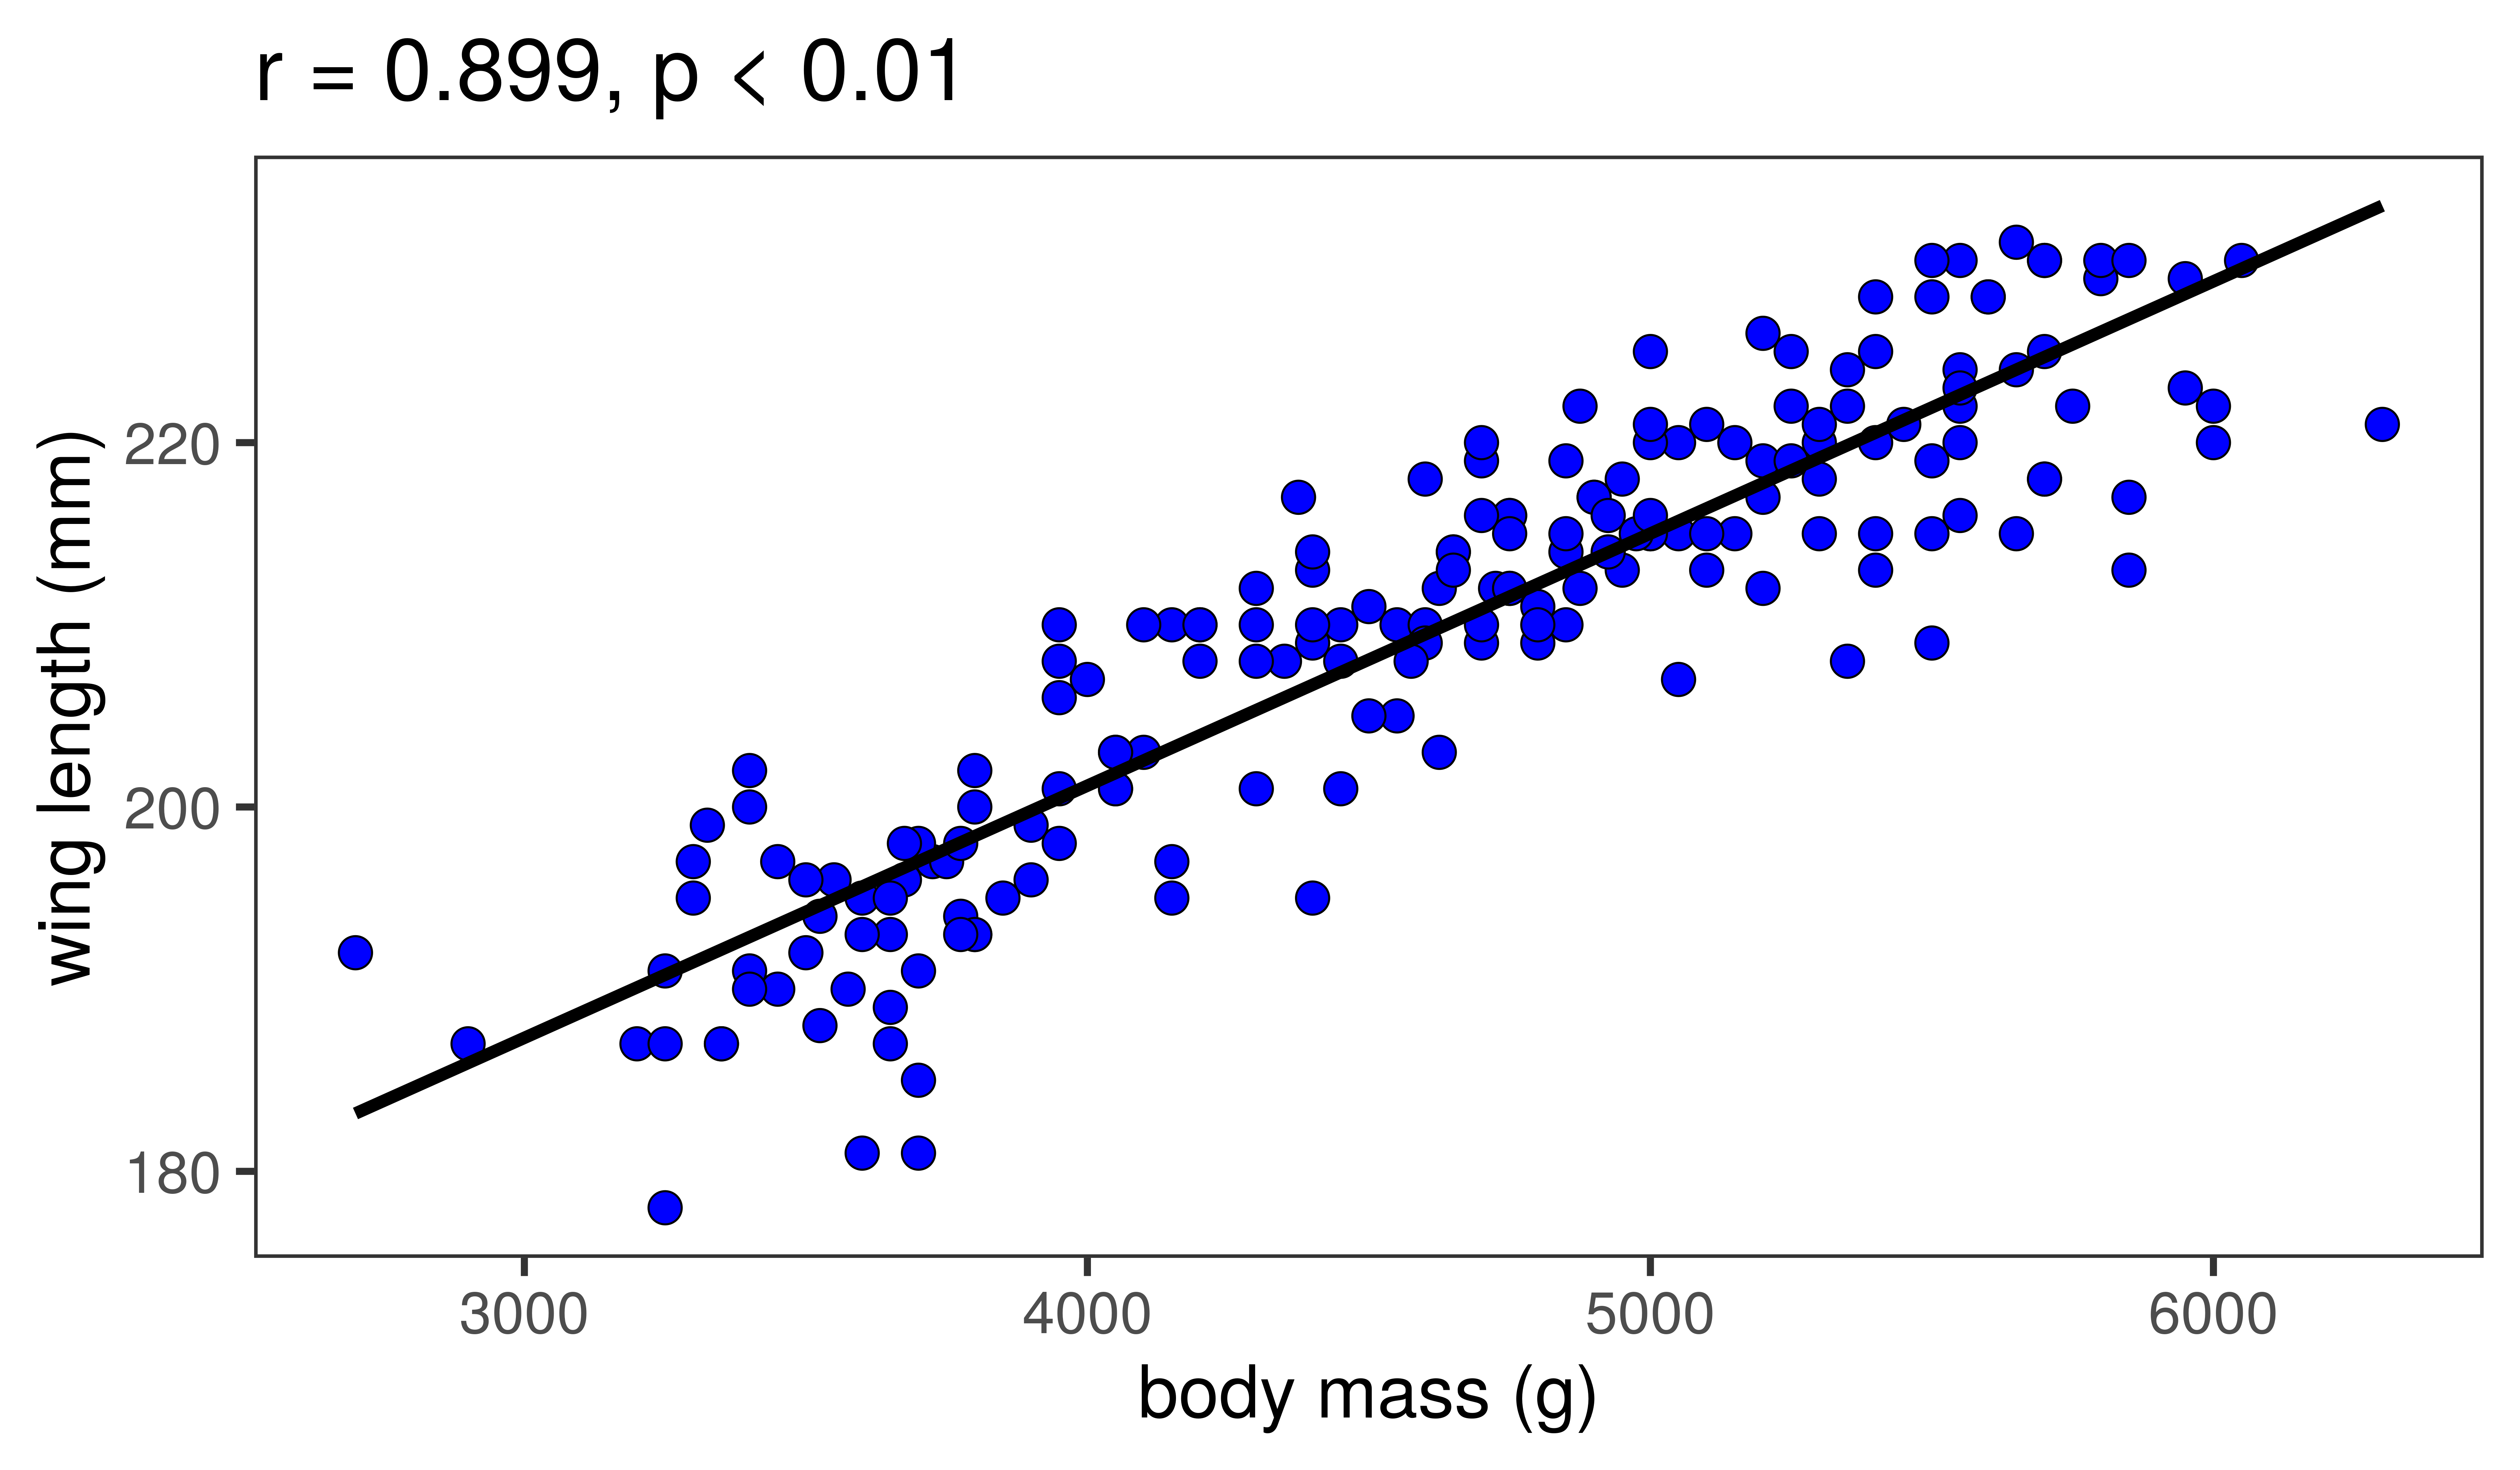 r = 0.899, p < 0.01
wing length (mm)
220
200
180
3000 4000 5000 6000
body mass (g)